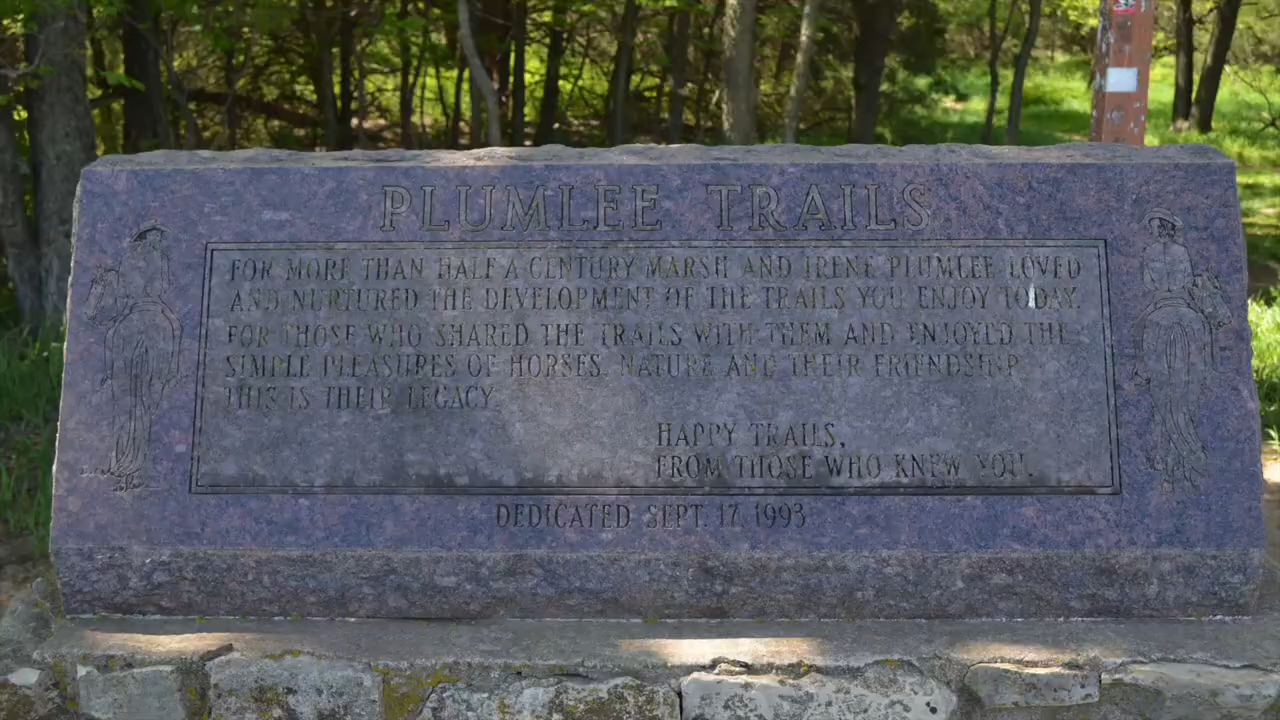 PLUMLEE TRAILS
FOR MORE THAN HALF A CENTURY MARSH AND IRENE PLUMLEE LOVED
AND NURTURED THE DEVELOPMENT OF THE TRAILS YOU ENJOY TODAY.
FOR THOSE WHO SHARED THE TRAILS WITH THEM AND ENJOYED THE
SIMPLE PLEASURES OF HORSES, NATURE AND THEIR FRIENDSHIP
THIS IS THEIR LEGACY
HAPPY TRAILS,
FROM THOSE WHO KNEW YOU.
DEDICATED SEPT. 17, 1993